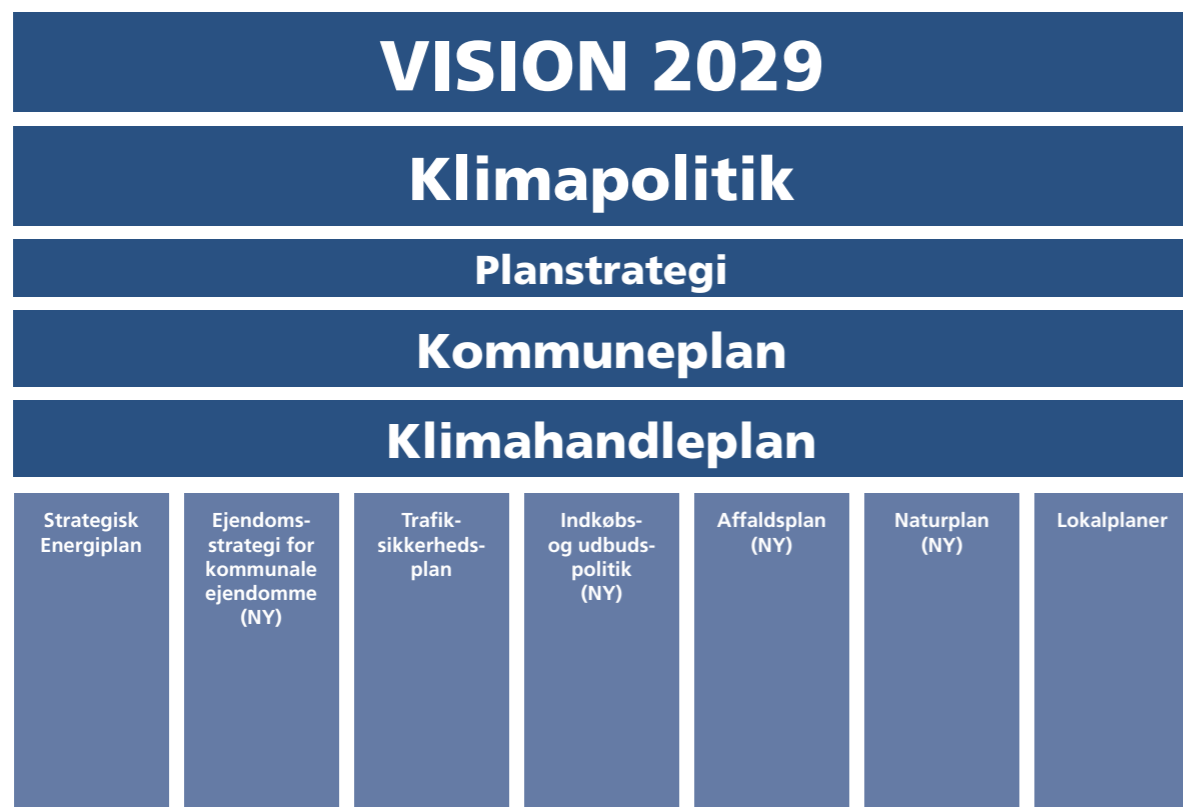 VISION 2029
Klimapolitik
Planstrategi
Kommuneplan
Klimahandleplan
Strategisk
Energiplan
Ejendoms-
strategi for
kommunale
ejendomme
(NY)
Trafik-
sikkerheds-
plan
Indkøbs-
og udbuds-
politik
(NY)
Affaldsplan
(NY)
Naturplan
(NY)
Lokalplaner